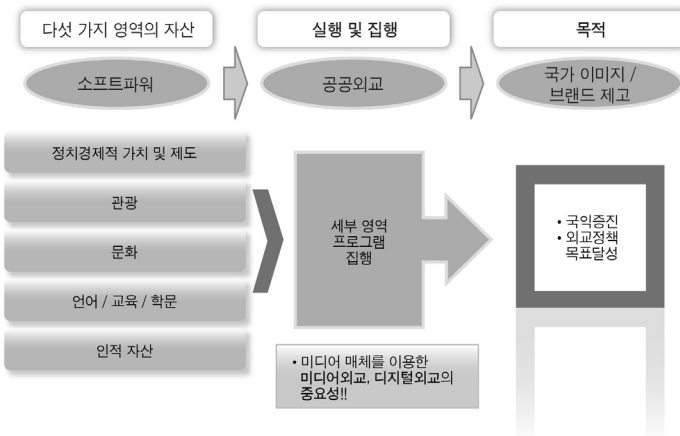 다섯 가지 영역의 자산
실행 및 집행
목적
소프트파워
공공외교
국가 이미지 /
브랜드 제고
정치경제적 가치 및 제도
관광
문화
언어 / 교육 / 학문
인적 자산
세부 영역
프로그램
집행
• 미디어 매체를 이용한
미디어외교, 디지털외교의
중요성!!
• 국익증진
• 외교정책
목표달성